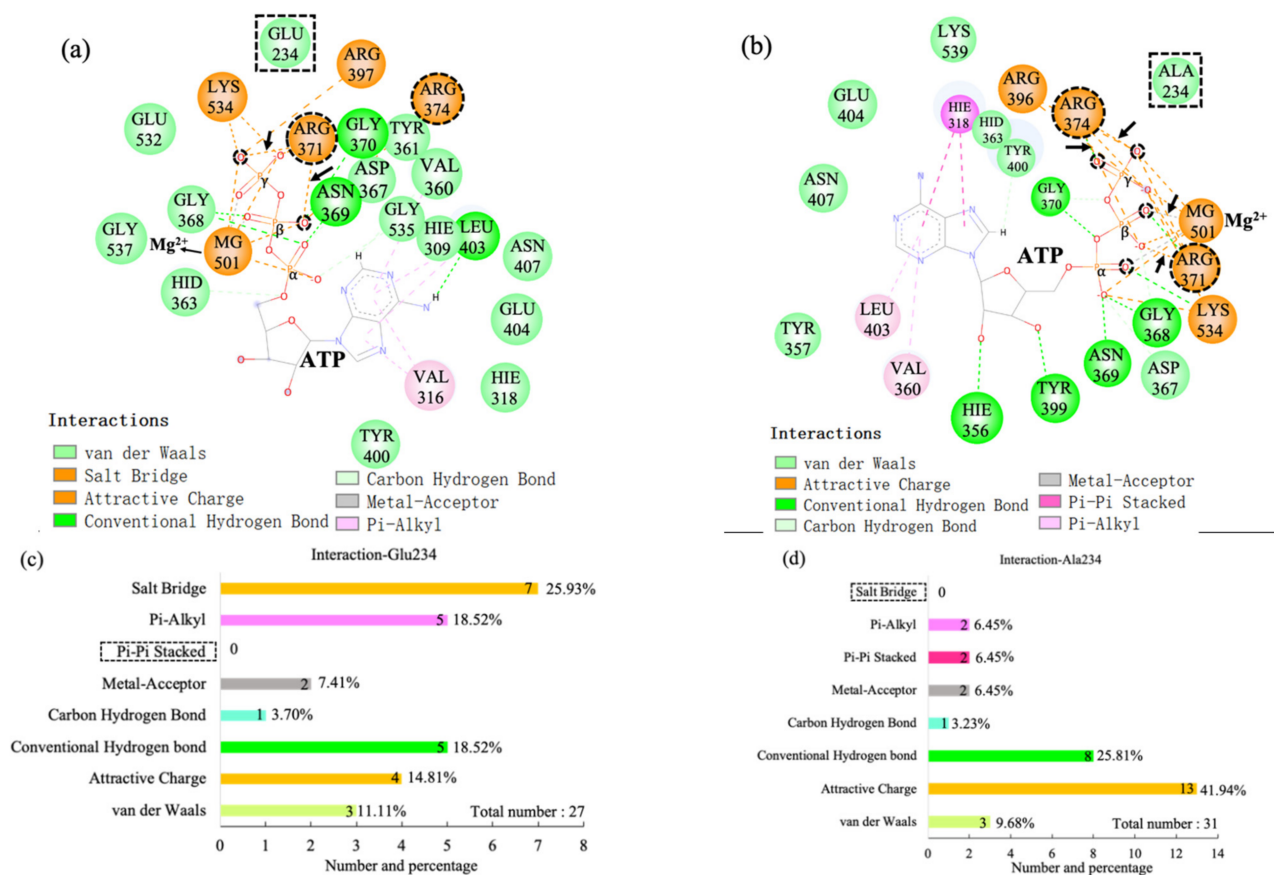 (a)
GLU
234
ARG
397
LYS
534
ARG
374
GLU
532
ARG
371
GLY
370
TYR
361
ASP
367
VAL
360
γ
GLY
368
ASN
369
β
GLY
535
HIE
309
LEU
403
GLY
537
Mg²⁺
MG
501
α
ASN
407
HID
363
H
H
GLU
404
ATP
VAL
316
HIE
318
TYR
400
Interactions
van der Waals
Salt Bridge
Attractive Charge
Conventional Hydrogen Bond
Carbon Hydrogen Bond
Metal-Acceptor
Pi-Alkyl
(b)
LYS
539
ARG
396
ALA
234
GLU
404
HIE
318
HID
363
ARG
374
TYR
400
ASN
407
GLY
370
γ
MG
501
Mg²⁺
β
H
ATP
α
ARG
371
LEU
403
GLY
368
LYS
534
TYR
357
VAL
360
ASN
369
ASP
367
HIE
356
TYR
399
Interactions
van der Waals
Attractive Charge
Conventional Hydrogen Bond
Carbon Hydrogen Bond
Metal-Acceptor
Pi-Pi Stacked
Pi-Alkyl
(c)
Interaction-Glu234
Salt Bridge 7 25.93%
Pi-Alkyl 5 18.52%
Pi-Pi Stacked 0
Metal-Acceptor 2 7.41%
Carbon Hydrogen Bond 1 3.70%
Conventional Hydrogen bond 5 18.52%
Attractive Charge 4 14.81%
van der Waals 3 11.11% Total number : 27
0 1 2 3 4 5 6 7 8
Number and percentage
(d)
Interaction-Ala234
Salt Bridge 0
Pi-Alkyl 2 6.45%
Pi-Pi Stacked 2 6.45%
Metal-Acceptor 2 6.45%
Carbon Hydrogen Bond 1 3.23%
Conventional Hydrogen bond 8 25.81%
Attractive Charge 13 41.94%
van der Waals 3 9.68% Total number : 31
0 2 4 6 8 10 12 14
Number and percentage